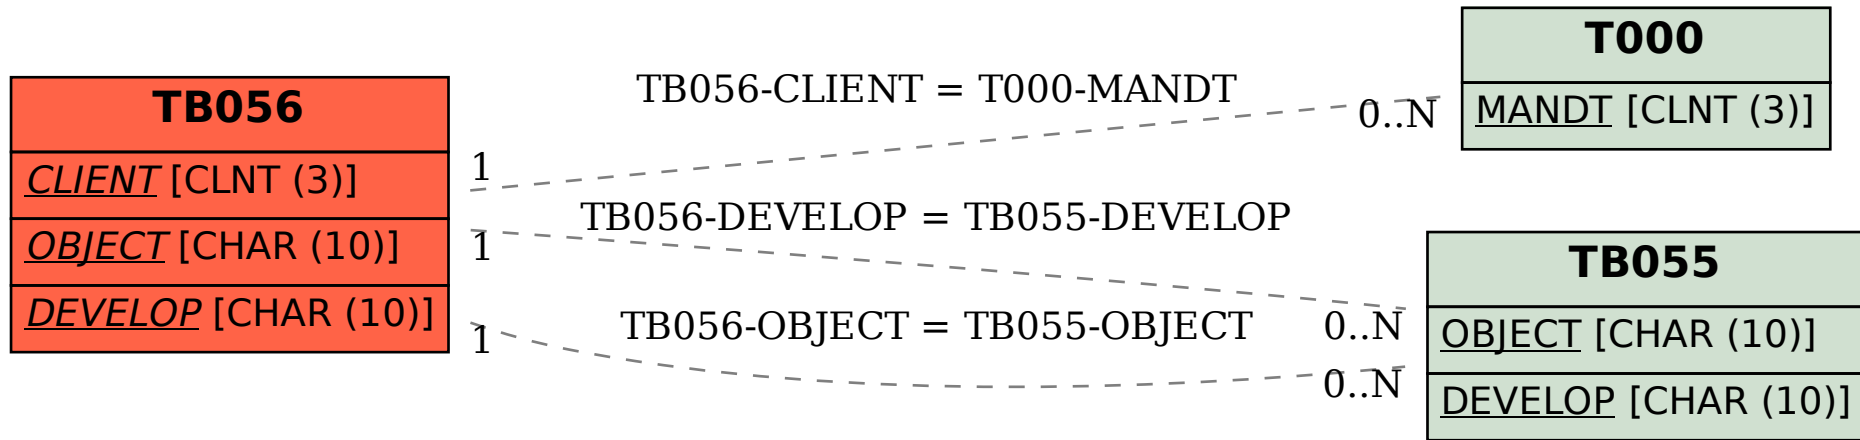 TB056
CLIENT [CLNT (3)]
OBJECT [CHAR (10)]
DEVELOP [CHAR (10)]
TB056-CLIENT = T000-MANDT
1
0..N
TB056-DEVELOP = TB055-DEVELOP
1
0..N
TB056-OBJECT = TB055-OBJECT
1
0..N
T000
MANDT [CLNT (3)]
TB055
OBJECT [CHAR (10)]
DEVELOP [CHAR (10)]